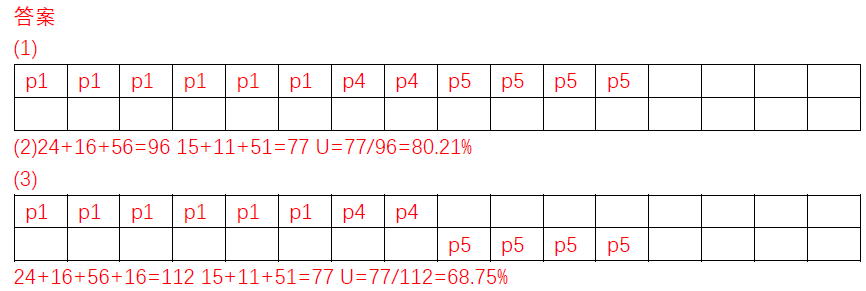 答案
(1)
p1 p1 p1 p1 p1 p1 p4 p4 p5 p5 p5 p5
(2)24+16+56=96 15+11+51=77 U=77/96=80.21%
(3)
p1 p1 p1 p1 p1 p1 p4 p4
p5 p5 p5 p5
24+16+56+16=112 15+11+51=77 U=77/112=68.75%